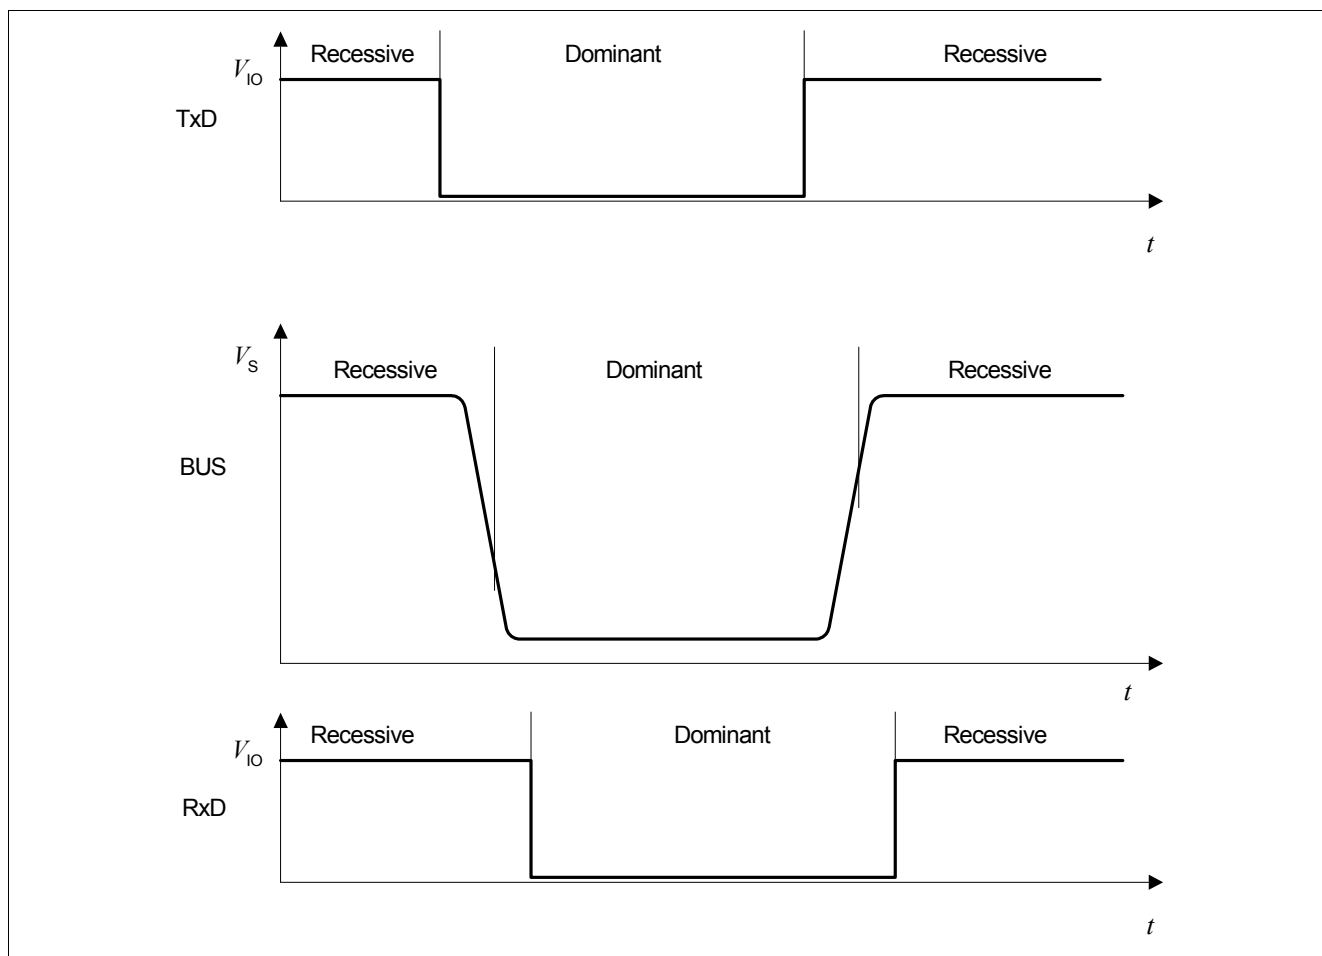 Recessive Dominant Recessive
VIO
TxD
t
VS
Recessive Dominant Recessive
BUS
t
Recessive Dominant Recessive
VIO
RxD
t